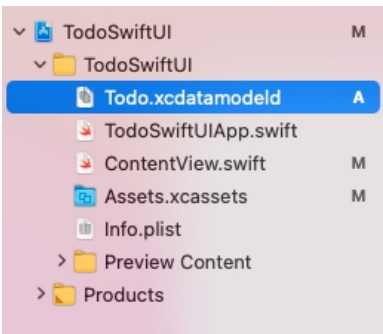 TodoSwiftUI M
TodoSwiftUI
Todo.xcdatamodeld A
TodoSwiftUIApp.swift
ContentView.swift M
Assets.xcassets M
Info.plist
Preview Content
Products